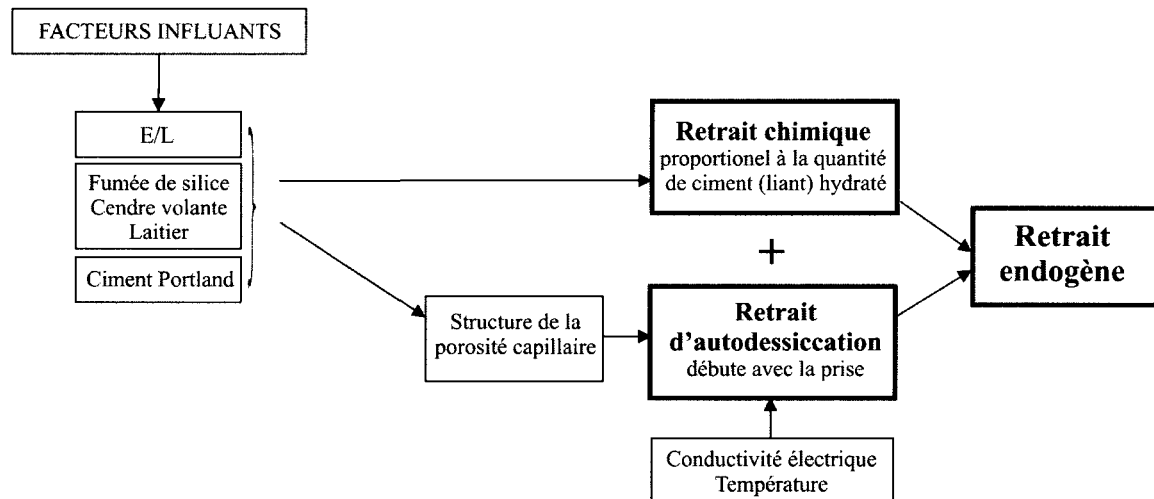 FACTEURS INFLUANTS
E/L
Fumée de silice
Cendre volante
Laitier
Ciment Portland
Retrait chimique
proportionel à la quantité
de ciment (liant) hydraté
+
Structure de la
porosité capillaire
Retrait
d'autodessiccation
débute avec la prise
Conductivité électrique
Température
Retrait
endogène